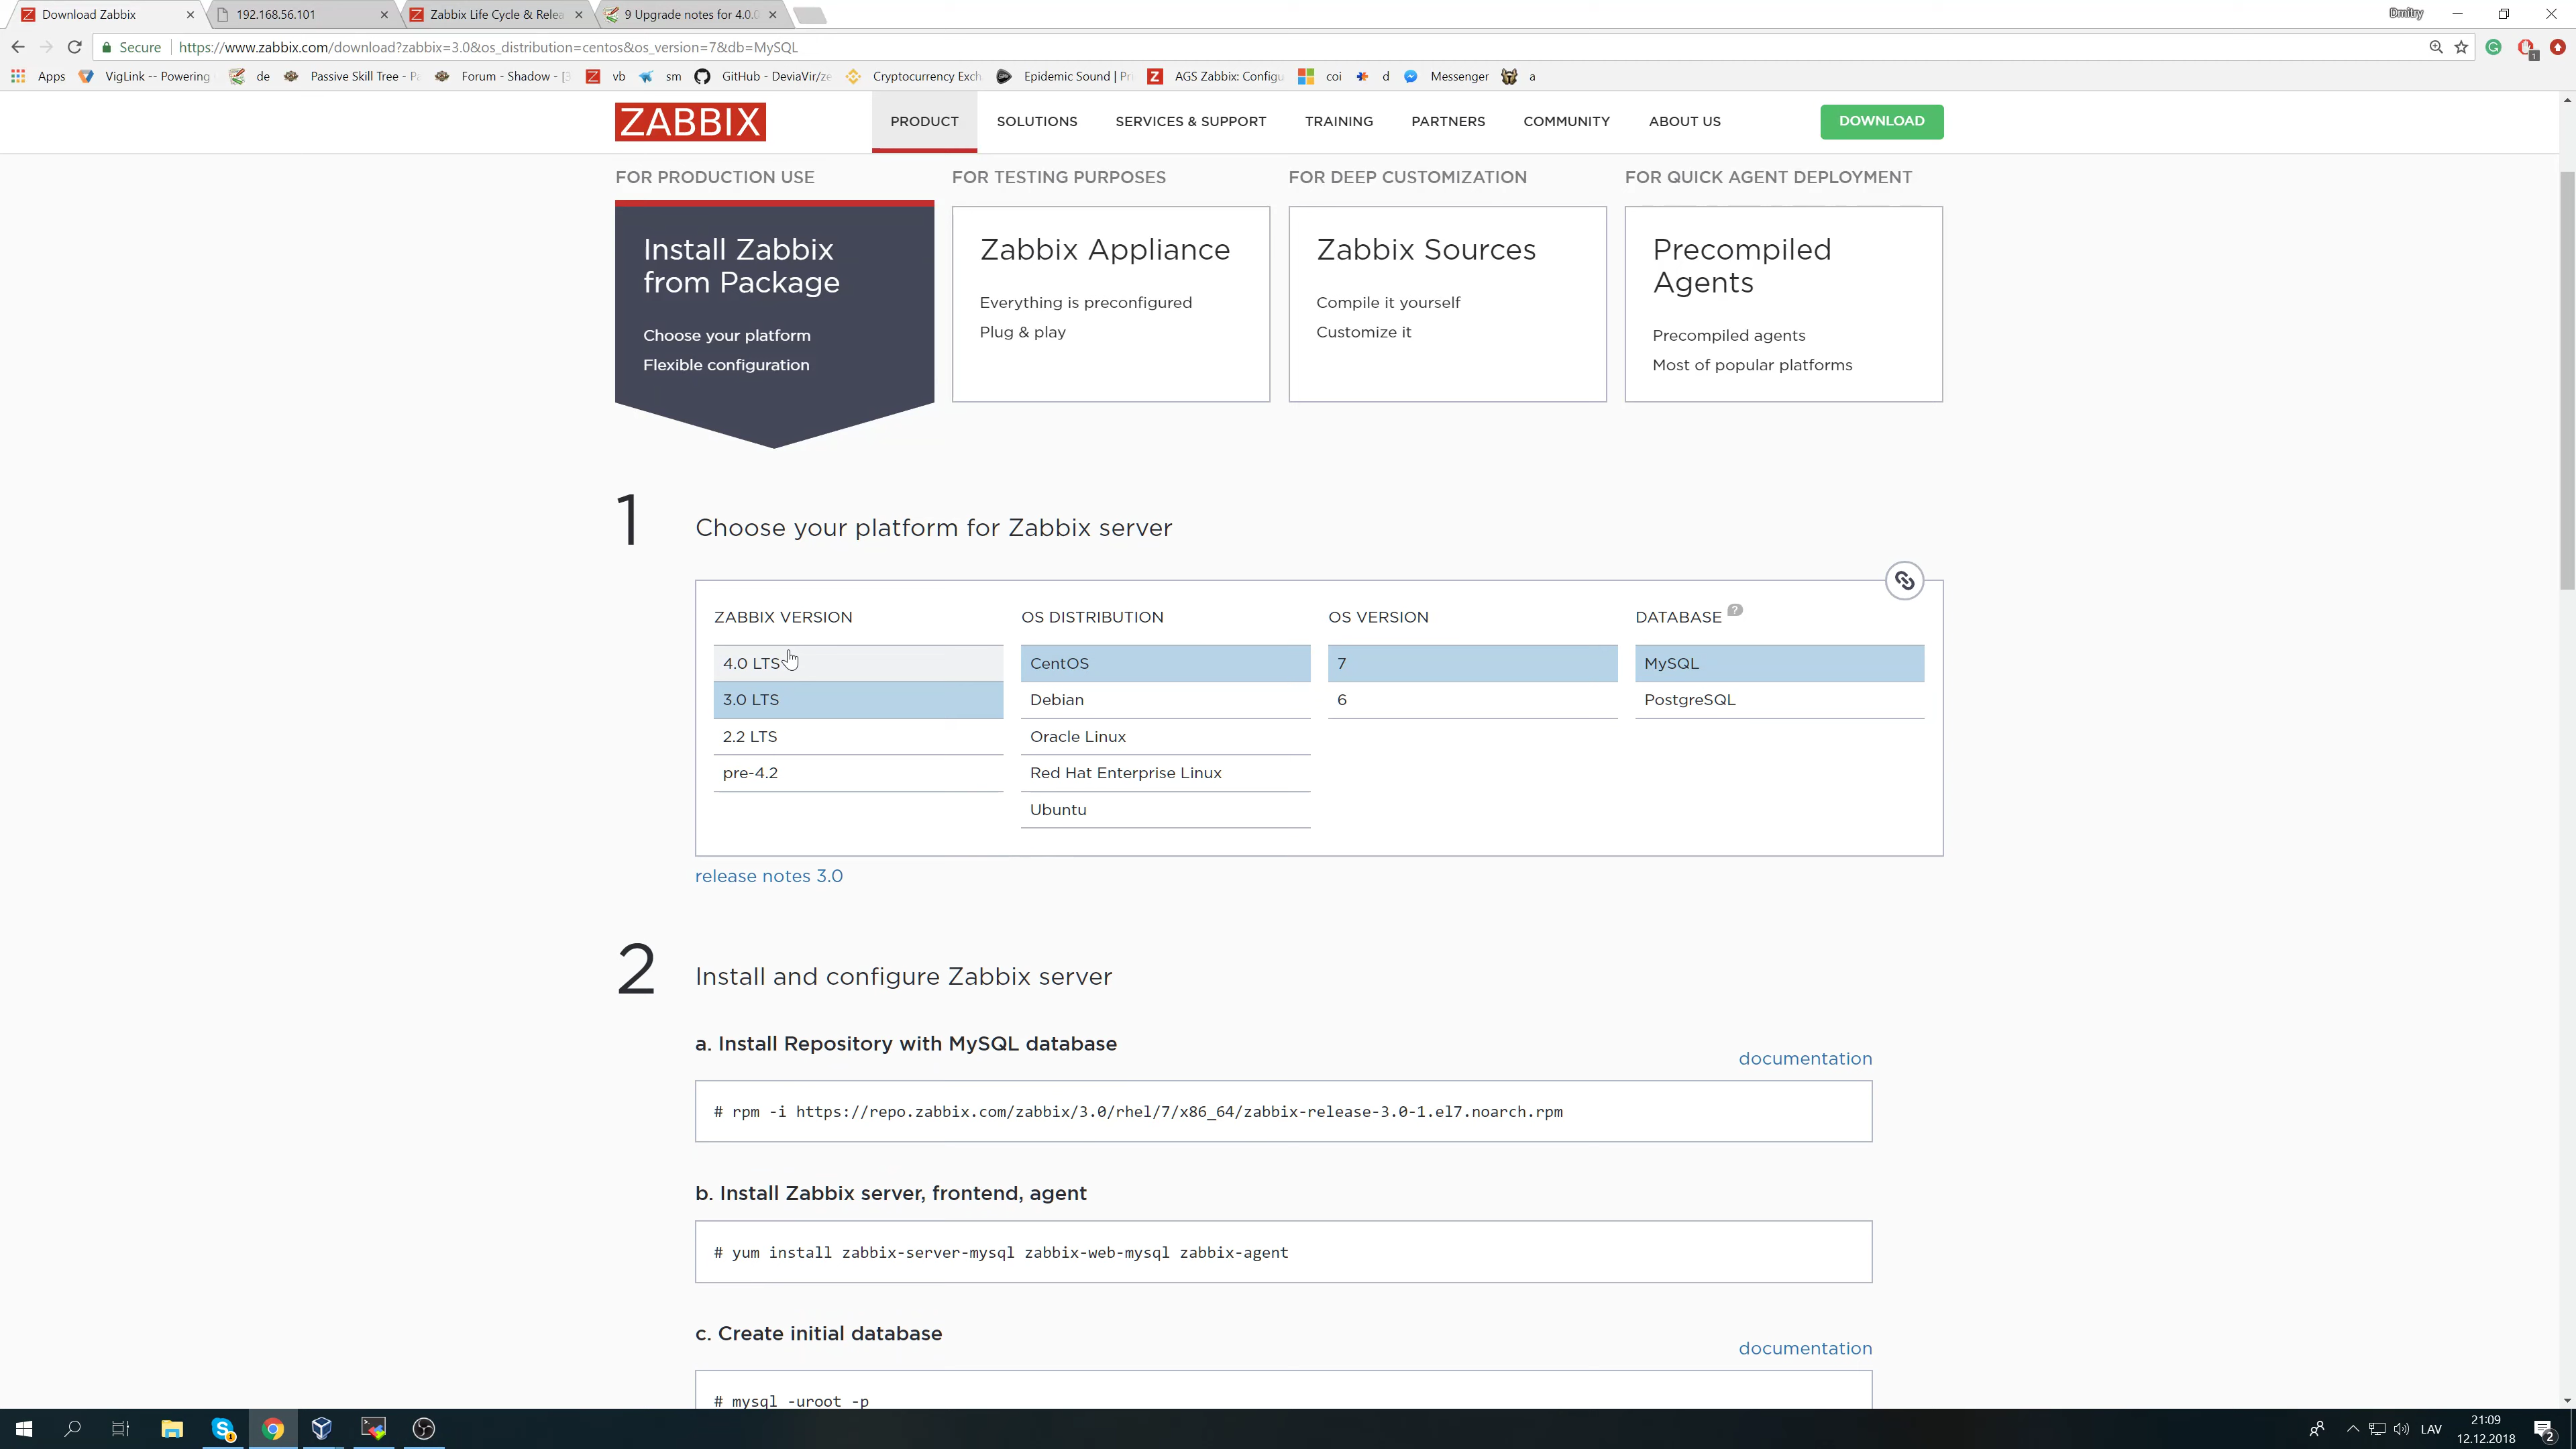 Download Zabbix
192.168.56.101
Zabbix Life Cycle & Relea
9 Upgrade notes for 4.0.0
Dmitry
Secure
https://www.zabbix.com/download?zabbix=3.0&os_distribution=centos&os_version=7&db=MySQL
1
Apps
VigLink -- Powering
de
Passive Skill Tree - Pa
Forum - Shadow - [3
vb
sm
GitHub - DeviaVir/ze
Cryptocurrency Exch
Epidemic Sound | Pr
AGS Zabbix: Configu
coi
d
Messenger
a
ZABBIX
PRODUCT
SOLUTIONS
SERVICES & SUPPORT
TRAINING
PARTNERS
COMMUNITY
ABOUT US
DOWNLOAD
FOR PRODUCTION USE
FOR TESTING PURPOSES
FOR DEEP CUSTOMIZATION
FOR QUICK AGENT DEPLOYMENT
Install Zabbix
from Package
Choose your platform
Flexible configuration
Zabbix Appliance
Everything is preconfigured
Plug & play
Zabbix Sources
Compile it yourself
Customize it
Precompiled
Agents
Precompiled agents
Most of popular platforms
1
Choose your platform for Zabbix server
ZABBIX VERSION
4.0 LTS
3.0 LTS
2.2 LTS
pre-4.2
OS DISTRIBUTION
CentOS
Debian
Oracle Linux
Red Hat Enterprise Linux
Ubuntu
OS VERSION
7
6
DATABASE ?
MySQL
PostgreSQL
release notes 3.0
2
Install and configure Zabbix server
a. Install Repository with MySQL database
documentation
# rpm -i https://repo.zabbix.com/zabbix/3.0/rhel/7/x86_64/zabbix-release-3.0-1.el7.noarch.rpm
b. Install Zabbix server, frontend, agent
# yum install zabbix-server-mysql zabbix-web-mysql zabbix-agent
c. Create initial database
documentation
# mysql -uroot -p
LAV
21:09
12.12.2018
2